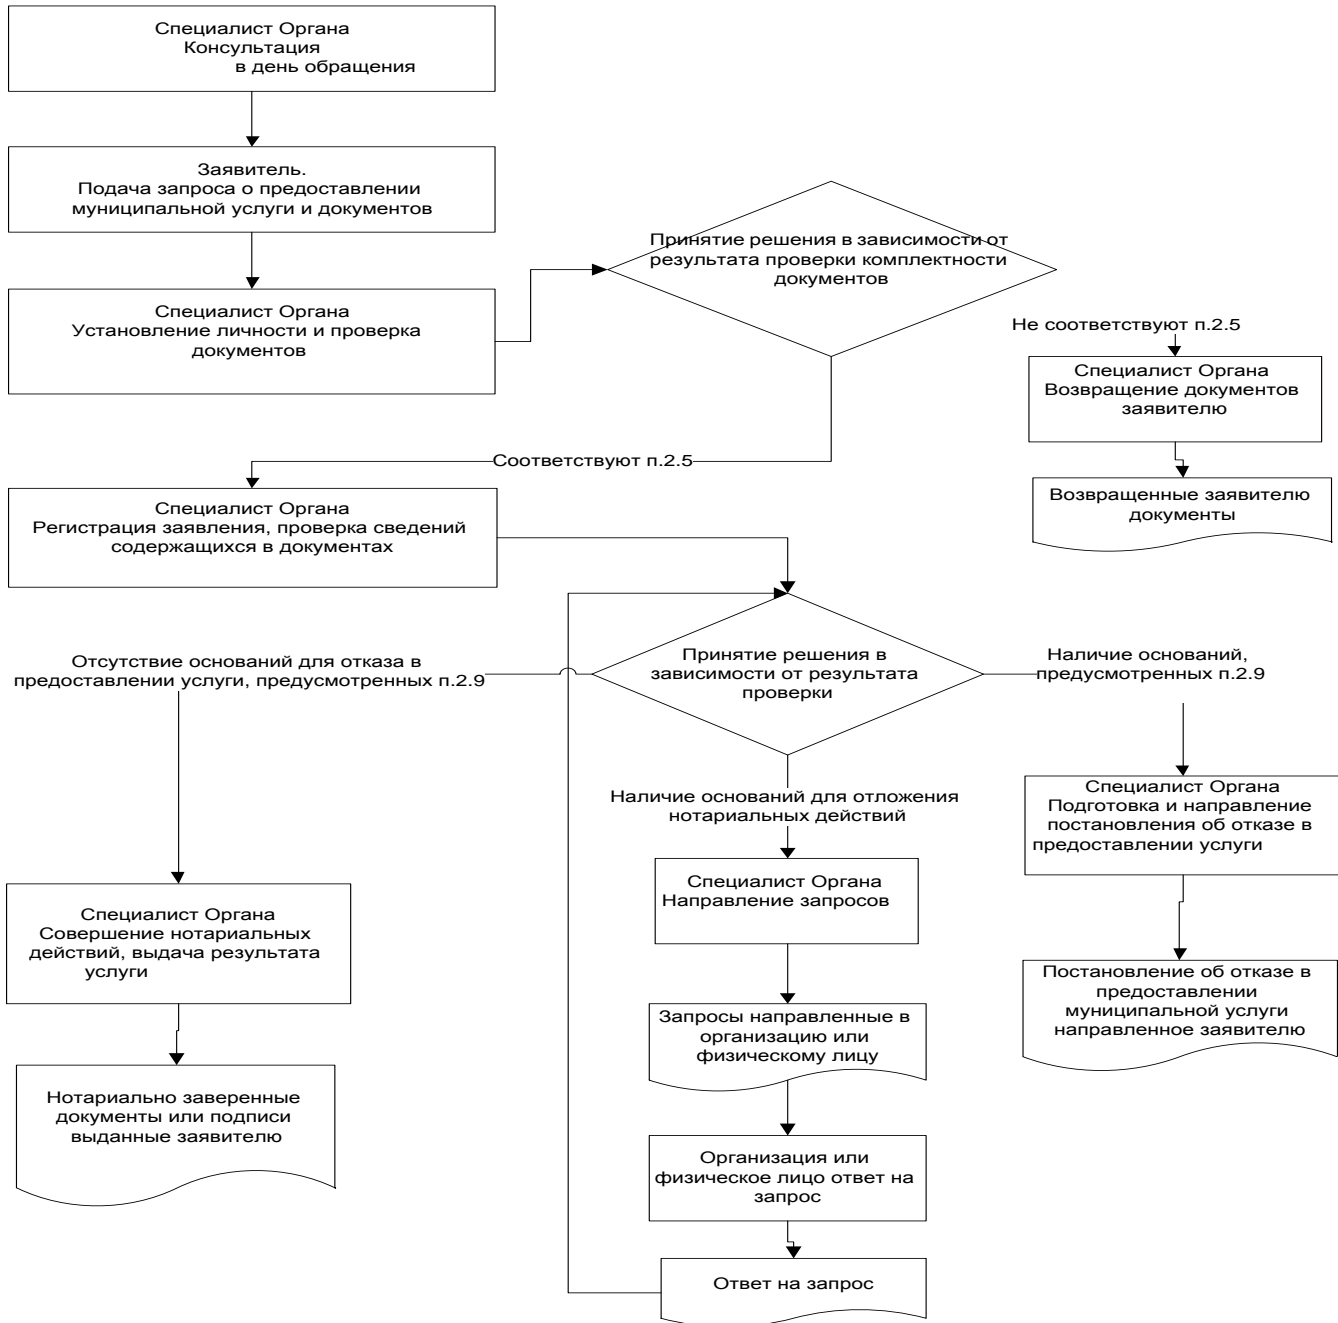 Специалист Органа
Консультация
в день обращения
Заявитель.
Подача запроса о предоставлении
муниципальной услуги и документов
Специалист Органа
Установление личности и проверка
документов
Принятие решения в зависимости от
результата проверки комплектности
документов
Не соответствуют п.2.5
Специалист Органа
Возвращение документов
заявителю
Возвращенные заявителю
документы
Соответствуют п.2.5
Специалист Органа
Регистрация заявления, проверка сведений
содержащихся в документах
Принятие решения в
зависимости от результата
проверки
Отсутствие оснований для отказа в
предоставлении услуги, предусмотренных п.2.9
Наличие оснований,
предусмотренных п.2.9
Наличие оснований для отложения
нотариальных действий
Специалист Органа
Подготовка и направление
постановления об отказе в
предоставлении услуги
Специалист Органа
Направление запросов
Специалист Органа
Совершение нотариальных
действий, выдача результата
услуги
Постановление об отказе в
предоставлении
муниципальной услуги
направленное заявителю
Запросы направленные в
организацию или
физическому лицу
Нотариально заверенные
документы или подписи
выданные заявителю
Организация или
физическое лицо ответ на
запрос
Ответ на запрос